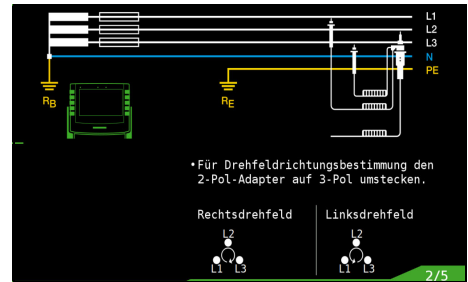 L1
L2
L3
N
PE
RB
RE
•Für Drehfeldrichtungsbestimmung den
2-Pol-Adapter auf 3-Pol umstecken.
Rechtsdrehfeld
Linksdrehfeld
L2
L1 L3
L2
L1 L3
2/5